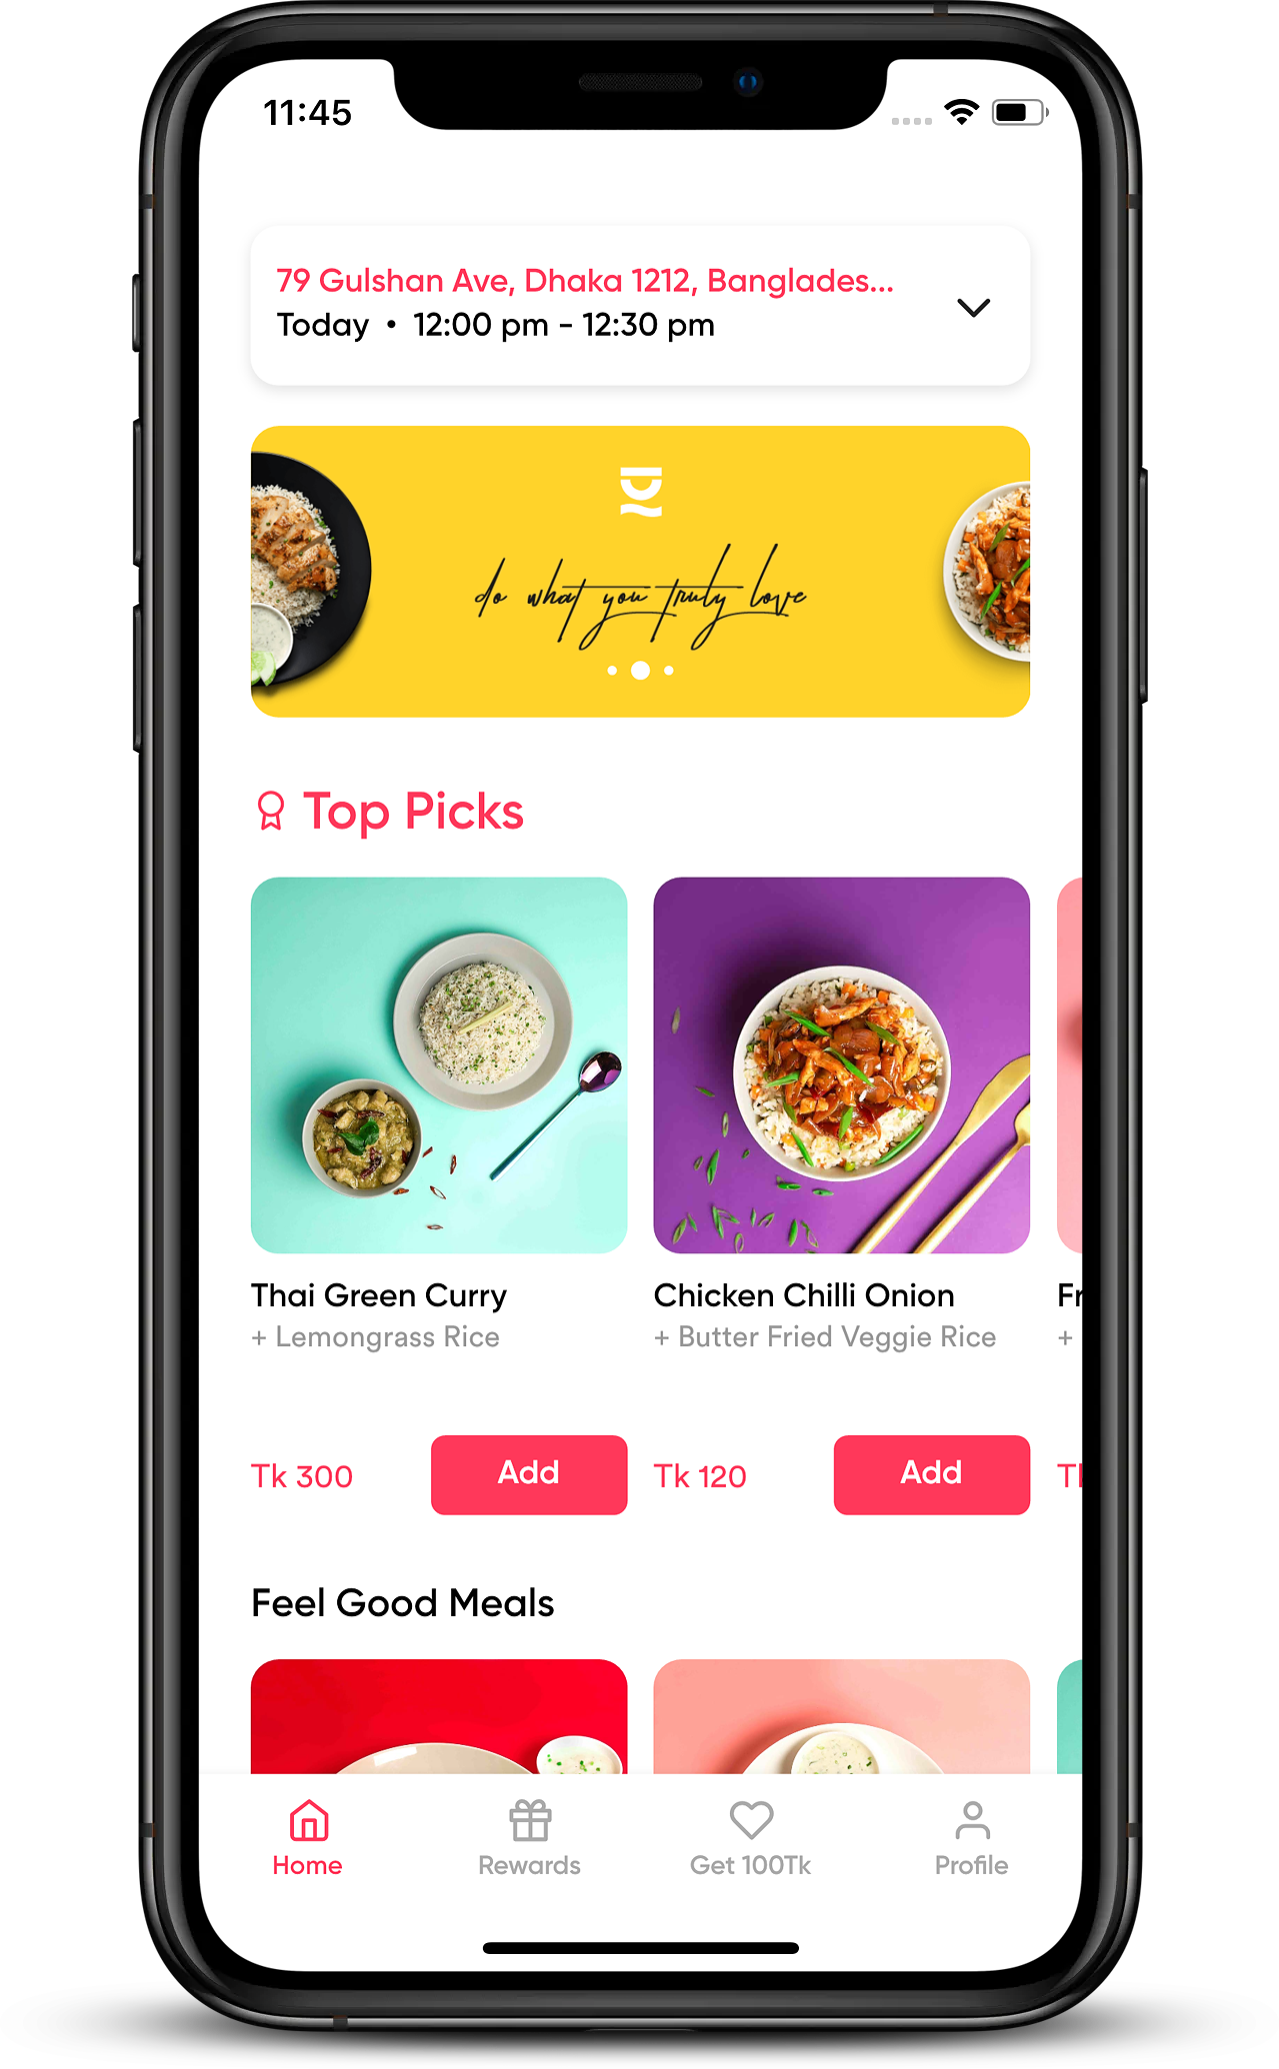 11:45
79 Gulshan Ave, Dhaka 1212, Banglades...
Today • 12:00 pm - 12:30 pm
do what you truly love
Top Picks
Thai Green Curry
+ Lemongrass Rice
Tk 300
Add
Chicken Chilli Onion
+ Butter Fried Veggie Rice
Tk 120
Add
Fr
+
Feel Good Meals
Home
Rewards
Get 100Tk
Profile